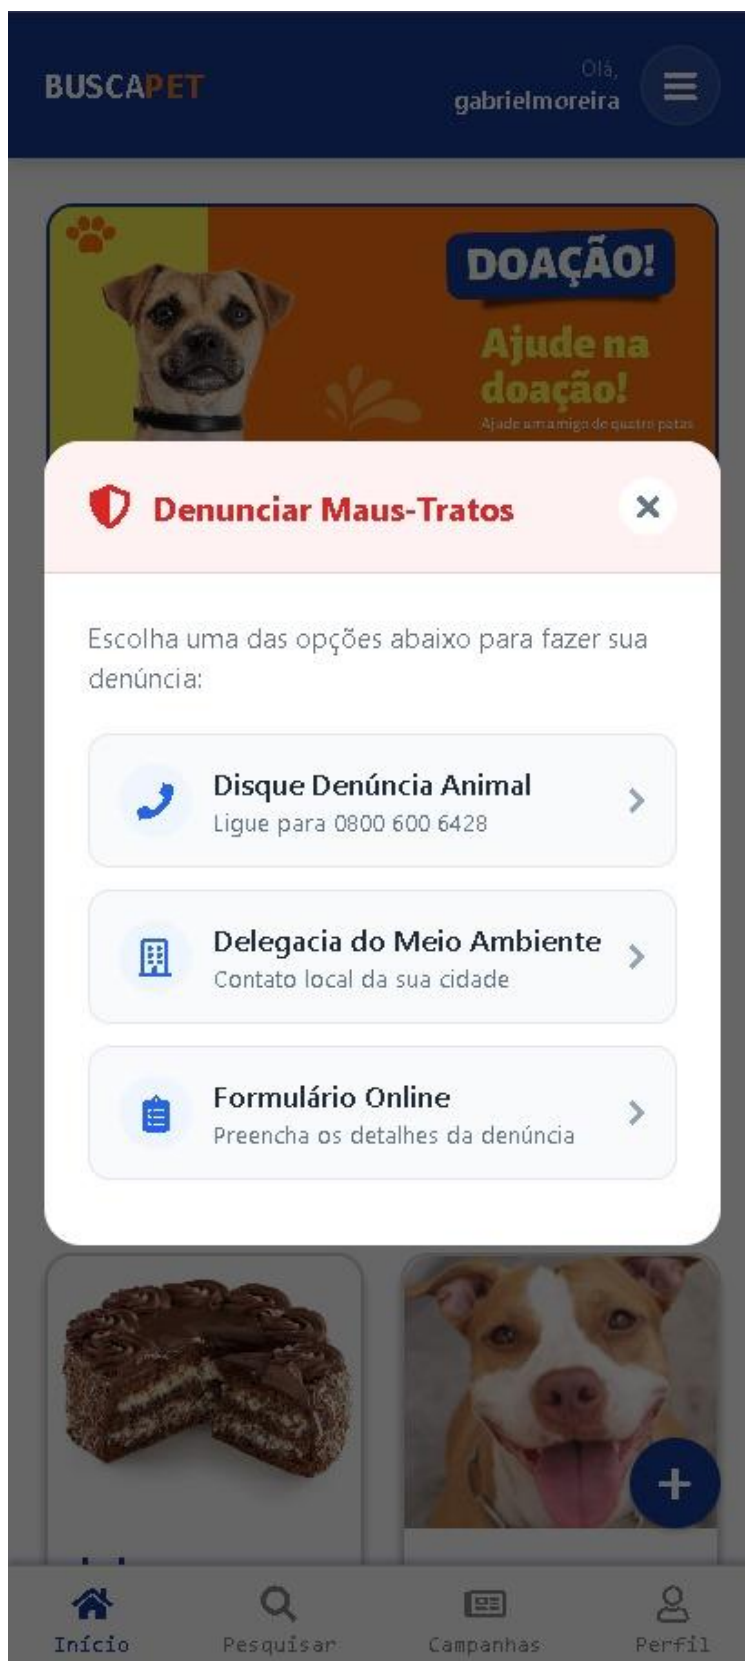 BUSCAPET
Olá,
gabrielmoreira
DOAÇÃO!
Ajude na
doação!
Ajude um amigo de quatro patas
Denunciar Maus-Tratos
Escolha uma das opções abaixo para fazer sua
denúncia:
Disque Denúncia Animal
Ligue para 0800 600 6428
Delegacia do Meio Ambiente
Contato local da sua cidade
Formulário Online
Preencha os detalhes da denúncia
Início
Pesquisar
Campanhas
Perfil